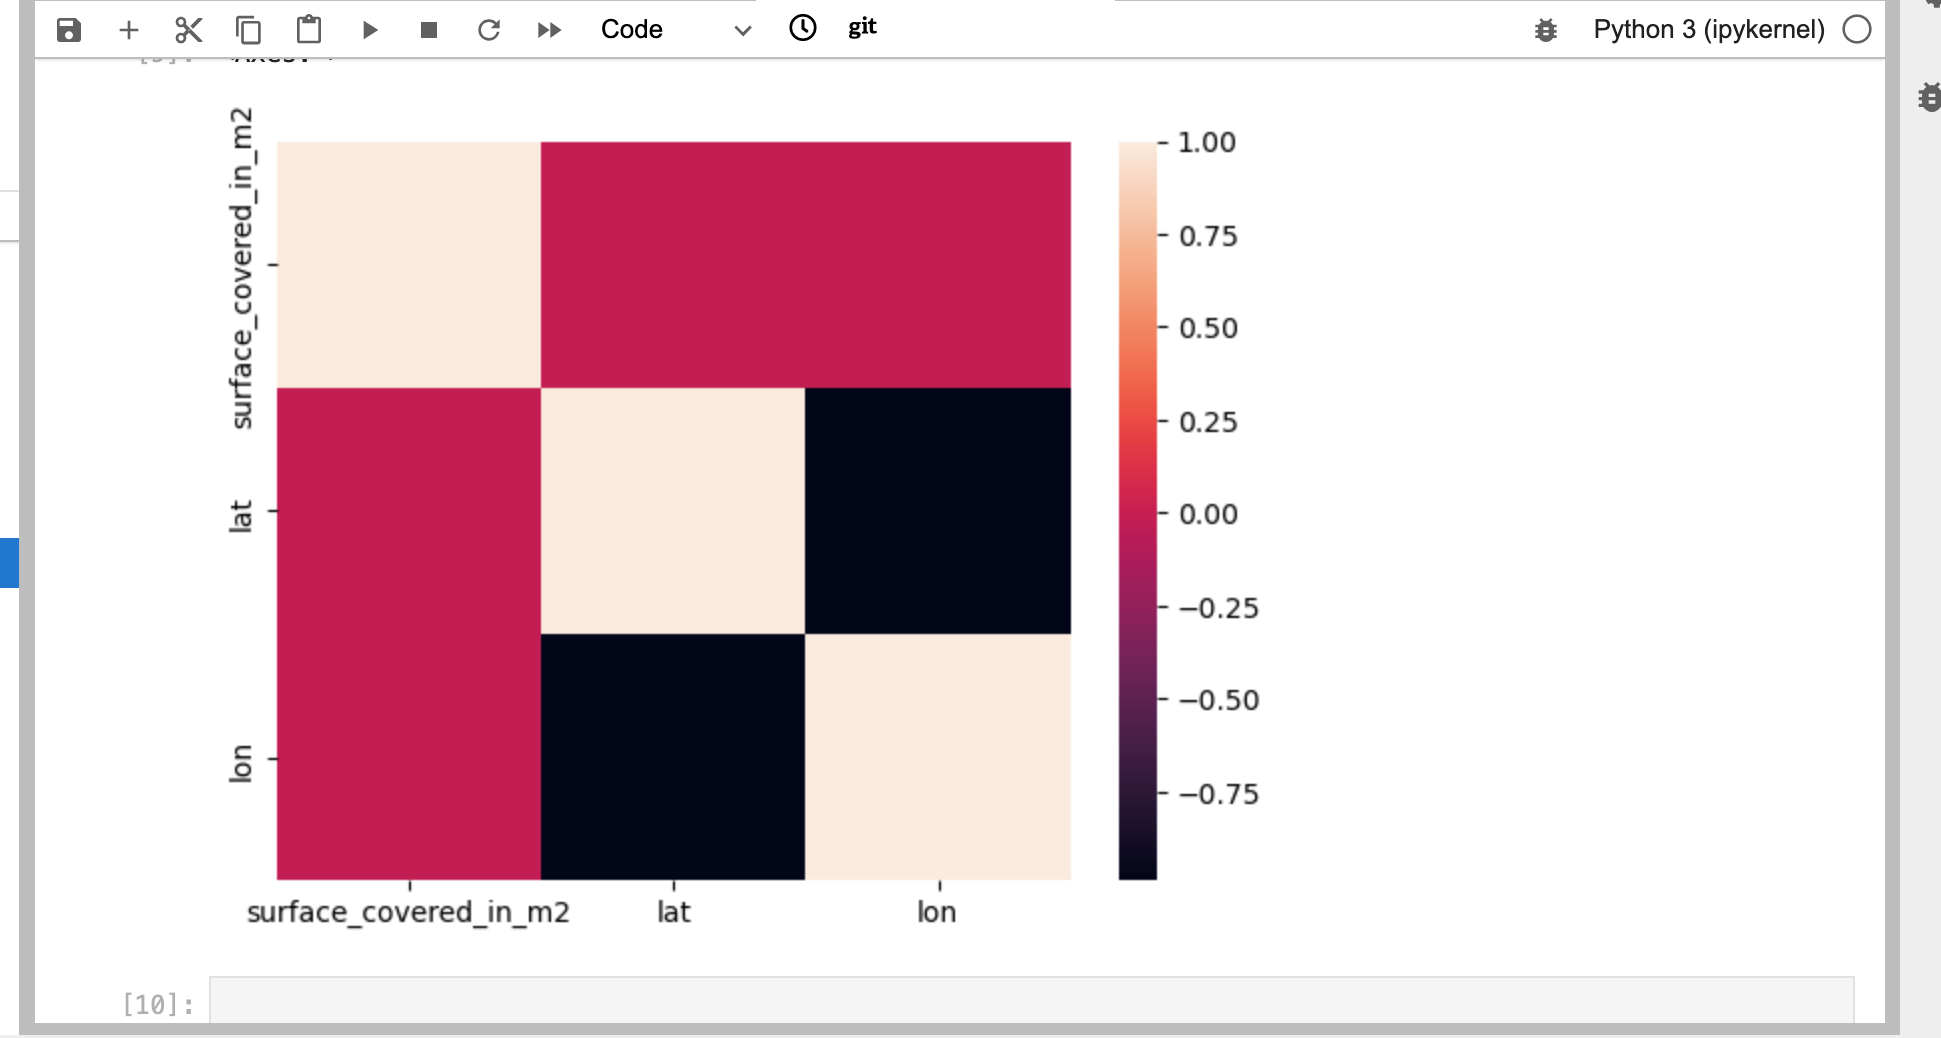 Code
git
Python 3 (ipykernel)
surface_covered_in_m2
lat
lon
surface_covered_in_m2 lat lon
1.00
0.75
0.50
0.25
0.00
−0.25
−0.50
−0.75
[10]: